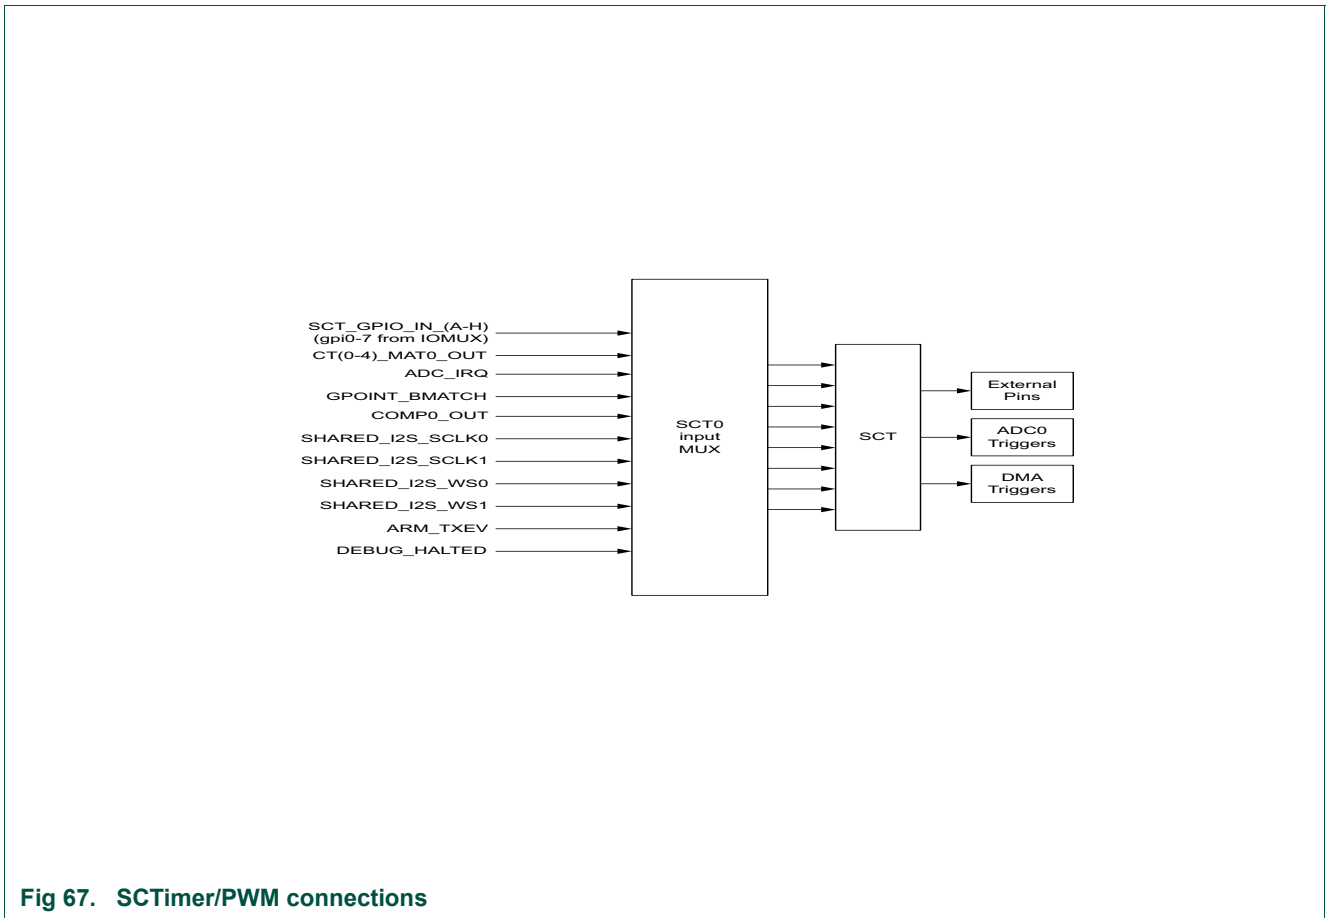 SCT_GPIO_IN_(A-H)
(gpi0-7 from IOMUX)
CT(0-4)_MAT0_OUT
ADC_IRQ
GPOINT_BMATCH
COMP0_OUT
SHARED_I2S_SCLK0
SHARED_I2S_SCLK1
SHARED_I2S_WS0
SHARED_I2S_WS1
ARM_TXEV
DEBUG_HALTED
SCT0
input
MUX
SCT
External
Pins
ADC0
Triggers
DMA
Triggers
Fig 67. SCTimer/PWM connections